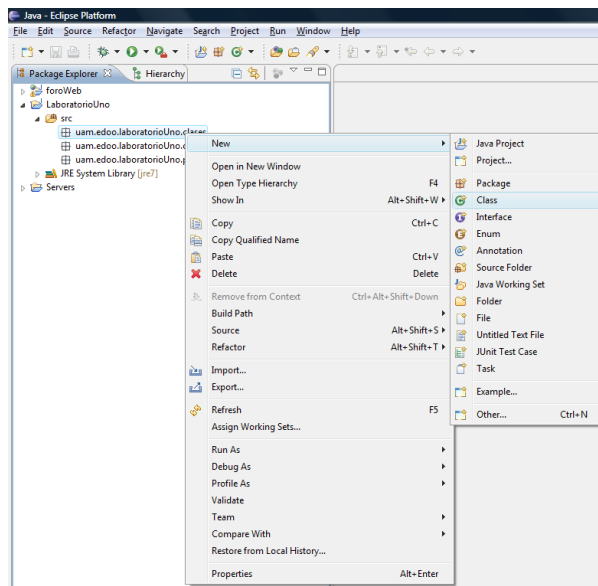 Java - Eclipse Platform
File Edit Source Refactor Navigate Search Project Run Window Help
Package Explorer Hierarchy
foroWeb
LaboratorioUno
src
uam.edoo.laboratorioUno.clases
uam.edoo.laboratorioUno.
uam.edoo.laboratorioUno.
JRE System Library [jre7]
Servers
New
Open in New Window
Open Type Hierarchy F4
Show In Alt+Shift+W
Copy Ctrl+C
Copy Qualified Name
Paste Ctrl+V
Delete Delete
Remove from Context Ctrl+Alt+Shift+Down
Build Path
Source Alt+Shift+S
Refactor Alt+Shift+T
Import...
Export...
Refresh F5
Assign Working Sets...
Run As
Debug As
Profile As
Validate
Team
Compare With
Restore from Local History...
Properties Alt+Enter
Java Project
Project...
Package
Class
Interface
Enum
Annotation
Source Folder
Java Working Set
Folder
File
Untitled Text File
JUnit Test Case
Task
Example...
Other... Ctrl+N